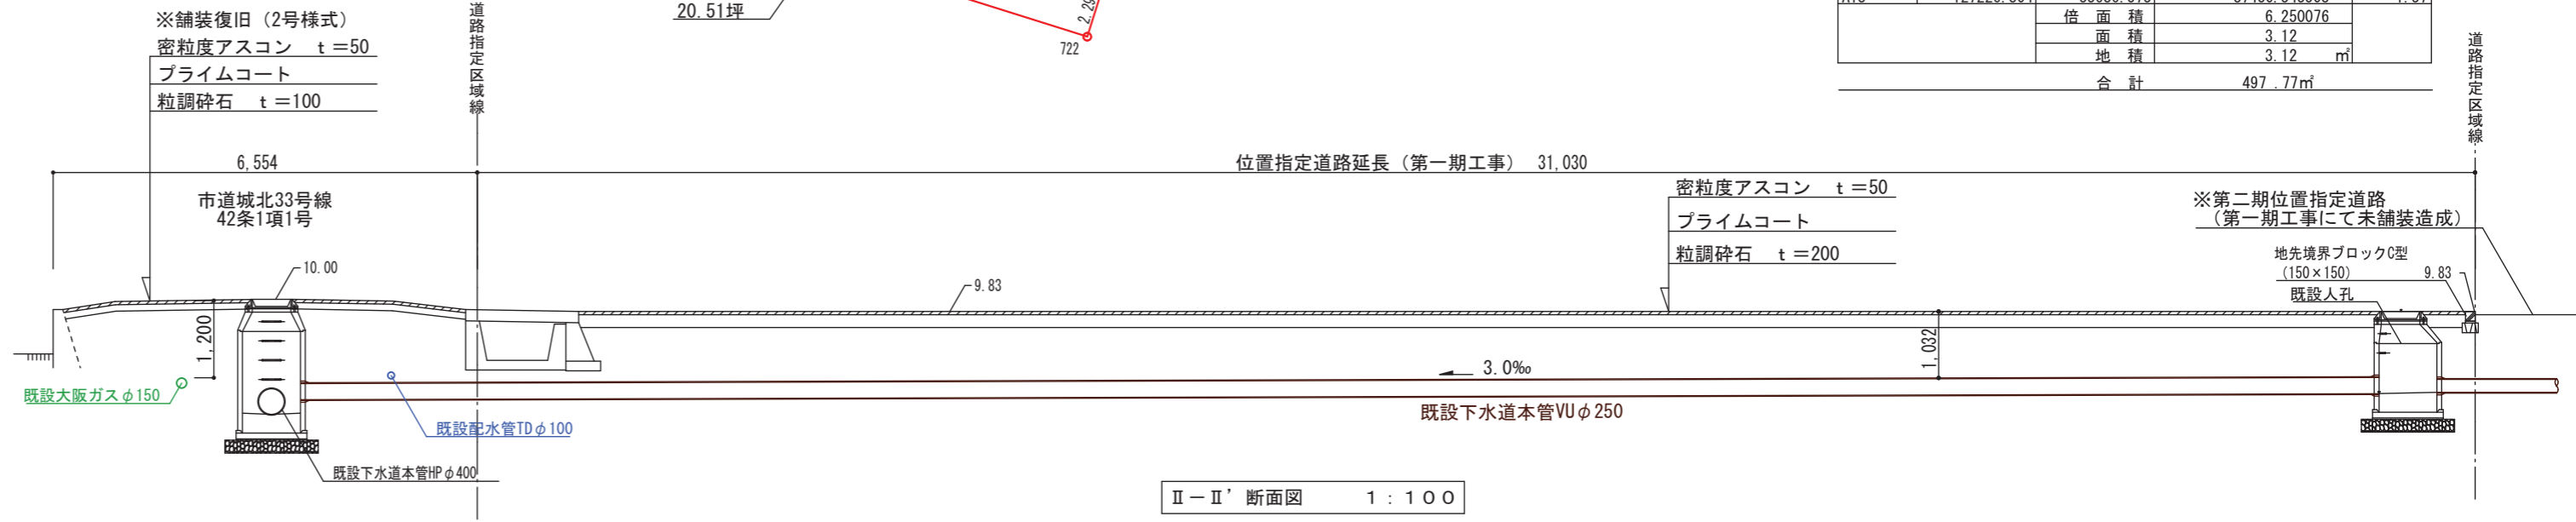 ※舗装復旧（2号様式）
密粒度アスコン　t＝50
プライムコート
粒調砕石　t＝100
道路指定区域線
20.51坪
2.29
722
倍 面 積　6.250076
面 積　3.12
地 積　3.12　㎡
合 計　497 . 77㎡
道路指定区域線
6,554
位置指定道路延長（第一期工事） 31,030
市道城北33号線
42条1項1号
密粒度アスコン　t＝50
プライムコート
粒調砕石　t＝200
※第二期位置指定道路
（第一期工事にて未舗装造成）
地先境界ブロックC型
(150×150)
9.83
既設人孔
10.00
9.83
1,200
1,032
3.0‰
既設大阪ガスφ150
既設配水管TDφ100
既設下水道本管VUφ250
既設下水道本管HPφ400
Ⅱ－Ⅱ’断面図　１：１００